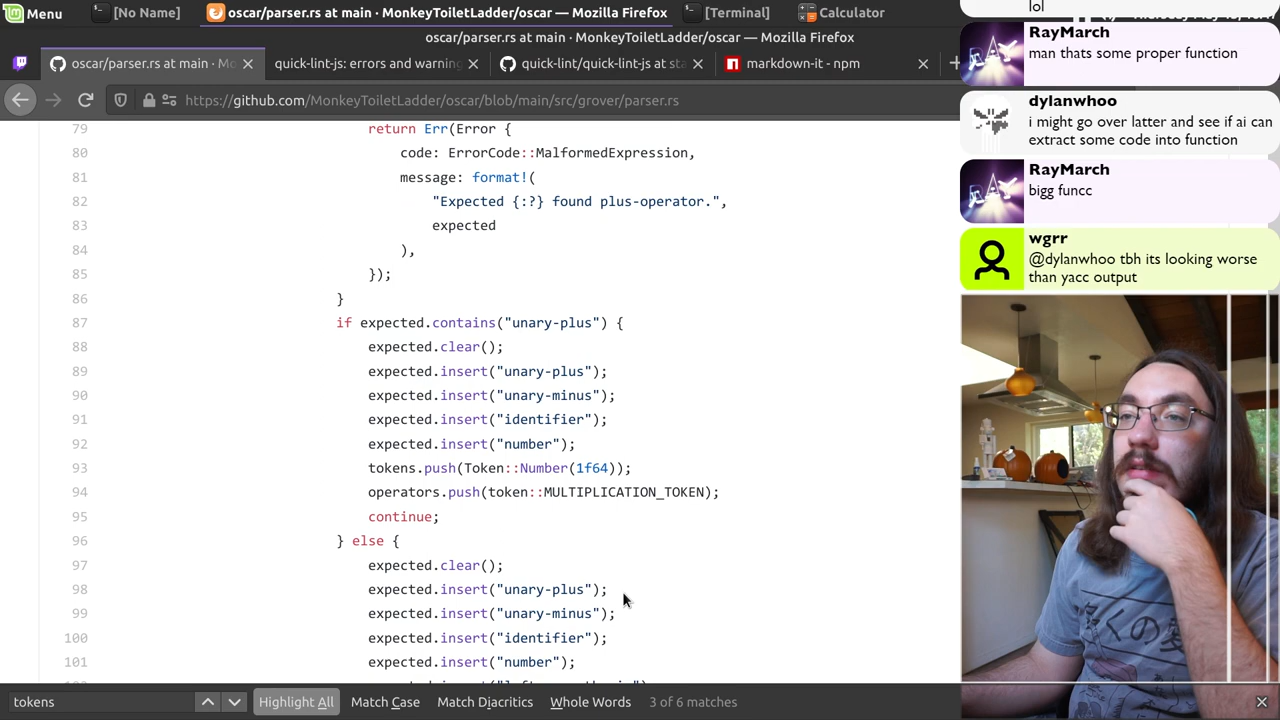 Menu
[No Name]
oscar/parser.rs at main · MonkeyToiletLadder/oscar — Mozilla Firefox
[Terminal]
Calculator
oscar/parser.rs at main · MonkeyToiletLadder/oscar — Mozilla Firefox
oscar/parser.rs at main · Mo
quick-lint-js: errors and warning
quick-lint/quick-lint-js at sta
markdown-it - npm
https://github.com/MonkeyToiletLadder/oscar/blob/main/src/grover/parser.rs
79 return Err(Error {
80 code: ErrorCode::MalformedExpression,
81 message: format!(
82 "Expected {:?} found plus-operator.",
83 expected
84 ),
85 });
86 }
87 if expected.contains("unary-plus") {
88 expected.clear();
89 expected.insert("unary-plus");
90 expected.insert("unary-minus");
91 expected.insert("identifier");
92 expected.insert("number");
93 tokens.push(Token::Number(1f64));
94 operators.push(token::MULTIPLICATION_TOKEN);
95 continue;
96 } else {
97 expected.clear();
98 expected.insert("unary-plus");
99 expected.insert("unary-minus");
100 expected.insert("identifier");
101 expected.insert("number");
tokens
Highlight All
Match Case
Match Diacritics
Whole Words
3 of 6 matches
lol
RayMarch
man thats some proper function
dylanwhoo
i might go over latter and see if ai can
extract some code into function
RayMarch
bigg funcc
wgrr
@dylanwhoo tbh its looking worse
than yacc output